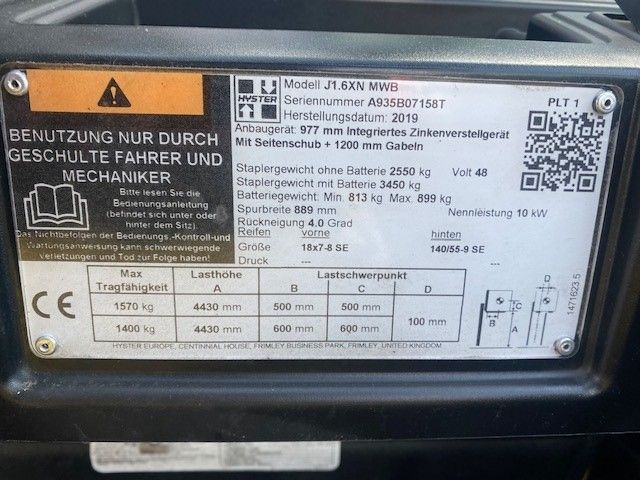 BENUTZUNG NUR DURCH
GESCHULTE FAHRER UND
MECHANIKER
Bitte lesen Sie die
Bedienungsanleitung
(befindet sich unter oder
hinter dem Sitz).
Das Nichtbefolgen der Bedienungs,-Kontroll-und
Wartungsanweisung kann schwerwiegende
verletzungen und Tod zur Folge haben!
HYSTER
Modell J1.6XN MWB
Seriennummer A935B07158T
Herstellungsdatum: 2019
PLT 1
Anbaugerät: 977 mm Integriertes Zinkenverstellgerät
Mit Seitenschub + 1200 mm Gabeln
Staplergewicht ohne Batterie 2550 kg Volt 48
Staplergewicht mit Batterie 3450 kg
Batteriegewicht: Min. 813 kg Max. 899 kg
Spurbreite 889 mm Nennleistung 10 kW
Rückneigung 4.0 Grad
Reifen vorne hinten
Größe 18x7-8 SE 140/55-9 SE
Druck --- ---
CE
Max Tragfähigkeit Lasthöhe A Lastschwerpunkt B C D
1570 kg 4430 mm 500 mm 500 mm 100 mm
1400 kg 4430 mm 600 mm 600 mm
D
C
B
A
1471623.5
HYSTER EUROPE, CENTENNIAL HOUSE, FRIMLEY BUSINESS PARK, FRIMLEY, UNITED KINGDOM